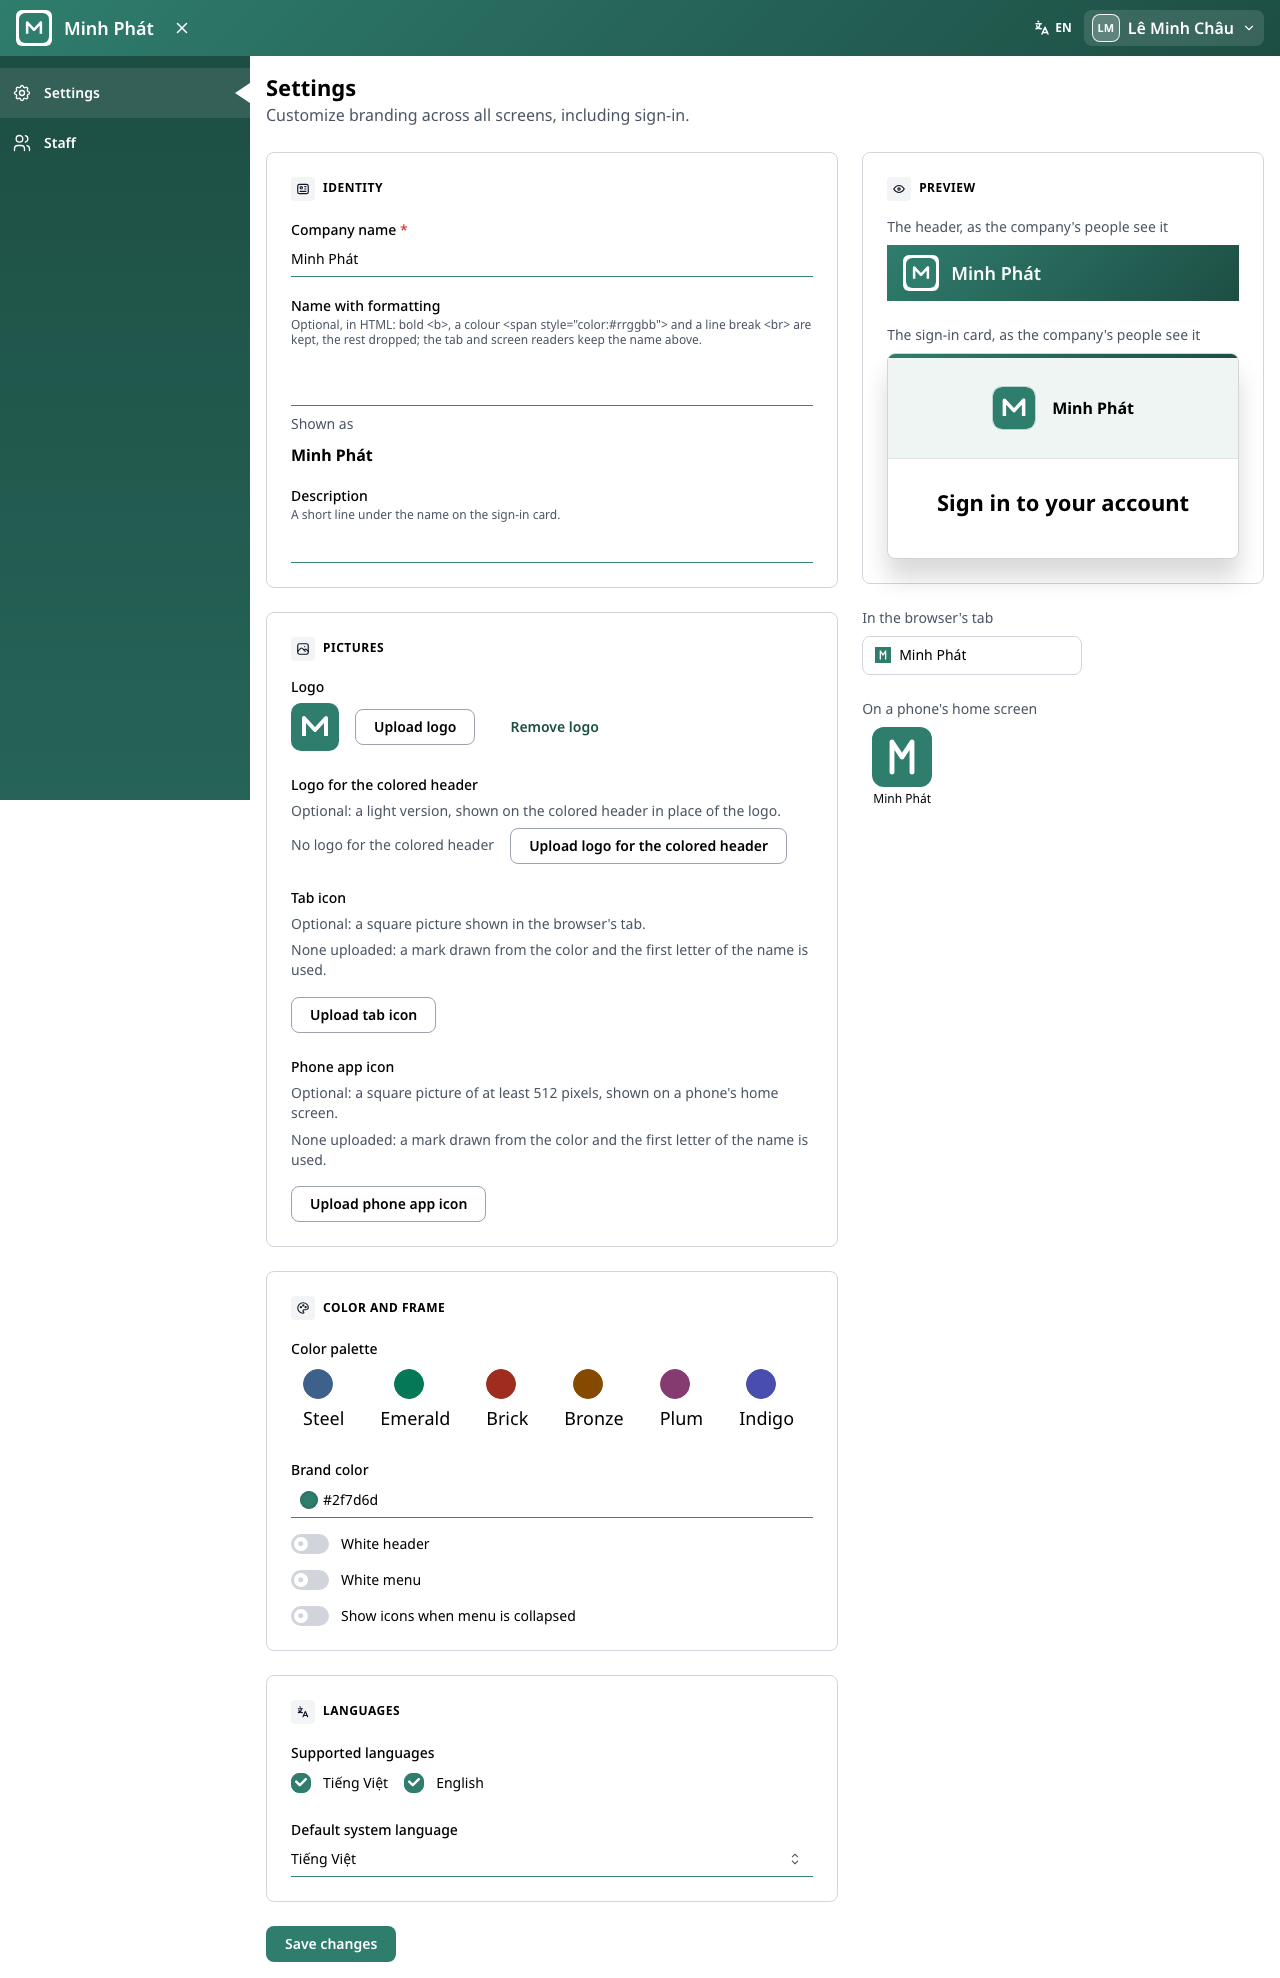 Minh Phát
EN
LM
Lê Minh Châu
Settings
Staff
Settings
Customize branding across all screens, including sign-in.
IDENTITY
Company name *
Minh Phát
Name with formatting
Optional, in HTML: bold <b>, a colour <span style="color:#rrggbb"> and a line break <br> are
kept, the rest dropped; the tab and screen readers keep the name above.
Shown as
Minh Phát
Description
A short line under the name on the sign-in card.
PICTURES
Logo
Upload logo
Remove logo
Logo for the colored header
Optional: a light version, shown on the colored header in place of the logo.
No logo for the colored header
Upload logo for the colored header
Tab icon
Optional: a square picture shown in the browser's tab.
None uploaded: a mark drawn from the color and the first letter of the name is
used.
Upload tab icon
Phone app icon
Optional: a square picture of at least 512 pixels, shown on a phone's home
screen.
None uploaded: a mark drawn from the color and the first letter of the name is
used.
Upload phone app icon
COLOR AND FRAME
Color palette
Steel
Emerald
Brick
Bronze
Plum
Indigo
Brand color
#2f7d6d
White header
White menu
Show icons when menu is collapsed
LANGUAGES
Supported languages
Tiếng Việt
English
Default system language
Tiếng Việt
Save changes
PREVIEW
The header, as the company's people see it
Minh Phát
The sign-in card, as the company's people see it
Minh Phát
Sign in to your account
In the browser's tab
M
Minh Phát
On a phone's home screen
M
Minh Phát